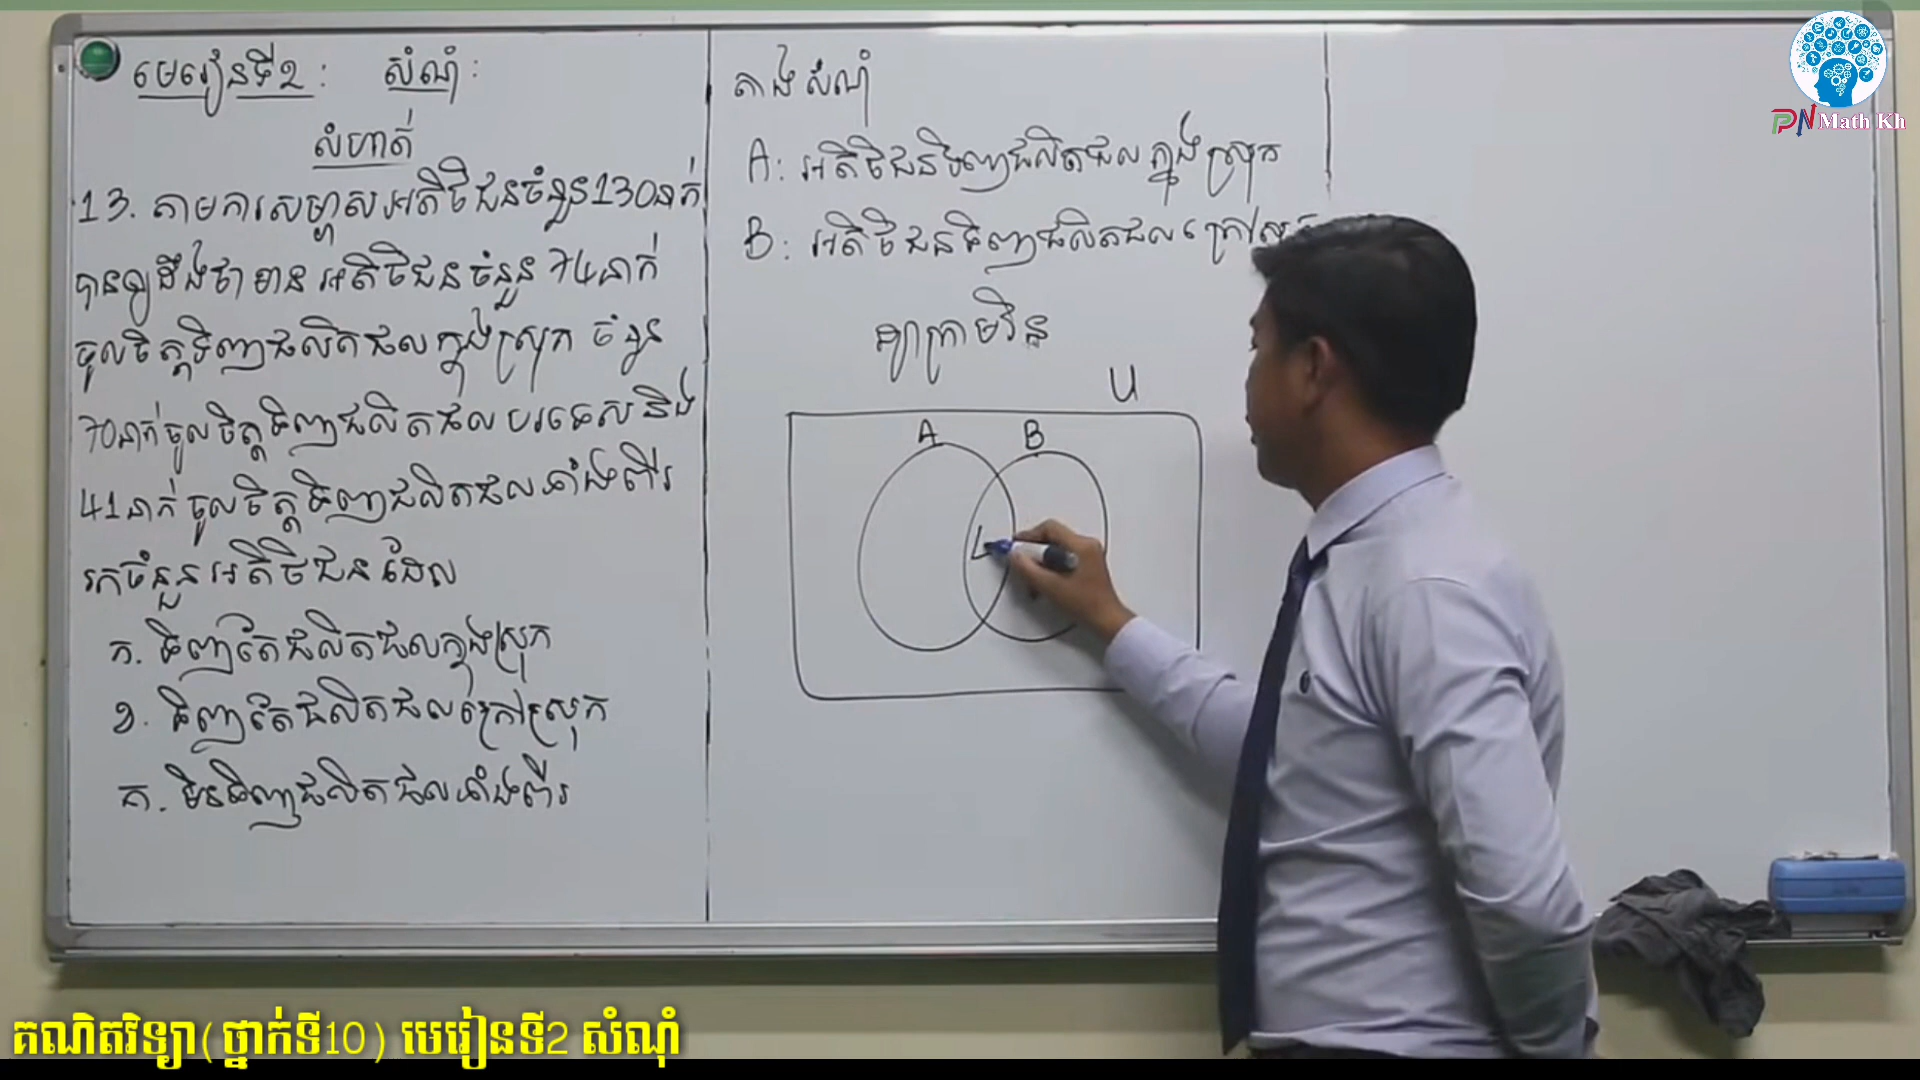 មេរៀនទី២ : សំណុំ :
សំហាត់
13. តាមការសម្ភាសអតិថិជនចំនួន130នាក់
បានឲ្យដឹងថាមាន អតិថិជនចំនួន 74នាក់
ចូលចិត្តទិញផលិតផលក្នុងស្រុក ចំនួន
70នាក់ចូលចិត្តទិញផលិតផល បរទេសនិង
41នាក់ ចូលចិត្តទិញផលិតផលទាំងពីរ
រកចំនួនអតិថិជនដែល
ក. ទិញតែផលិតផលក្នុងស្រុក
ខ. ទិញតែផលិតផលក្រៅស្រុក
គ. មិនទិញផលិតផលទាំងពីរ
តាងសំណុំ
A: អតិថិជនទិញផលិតផលក្នុងស្រុក
B: អតិថិជនទិញផលិតផលក្រៅ
ដ្យាក្រាមវ៉ែន
U
A B
PN Math Kh
គណិតវិទ្យា(ថ្នាក់ទី10) មេរៀនទី2 សំណុំ